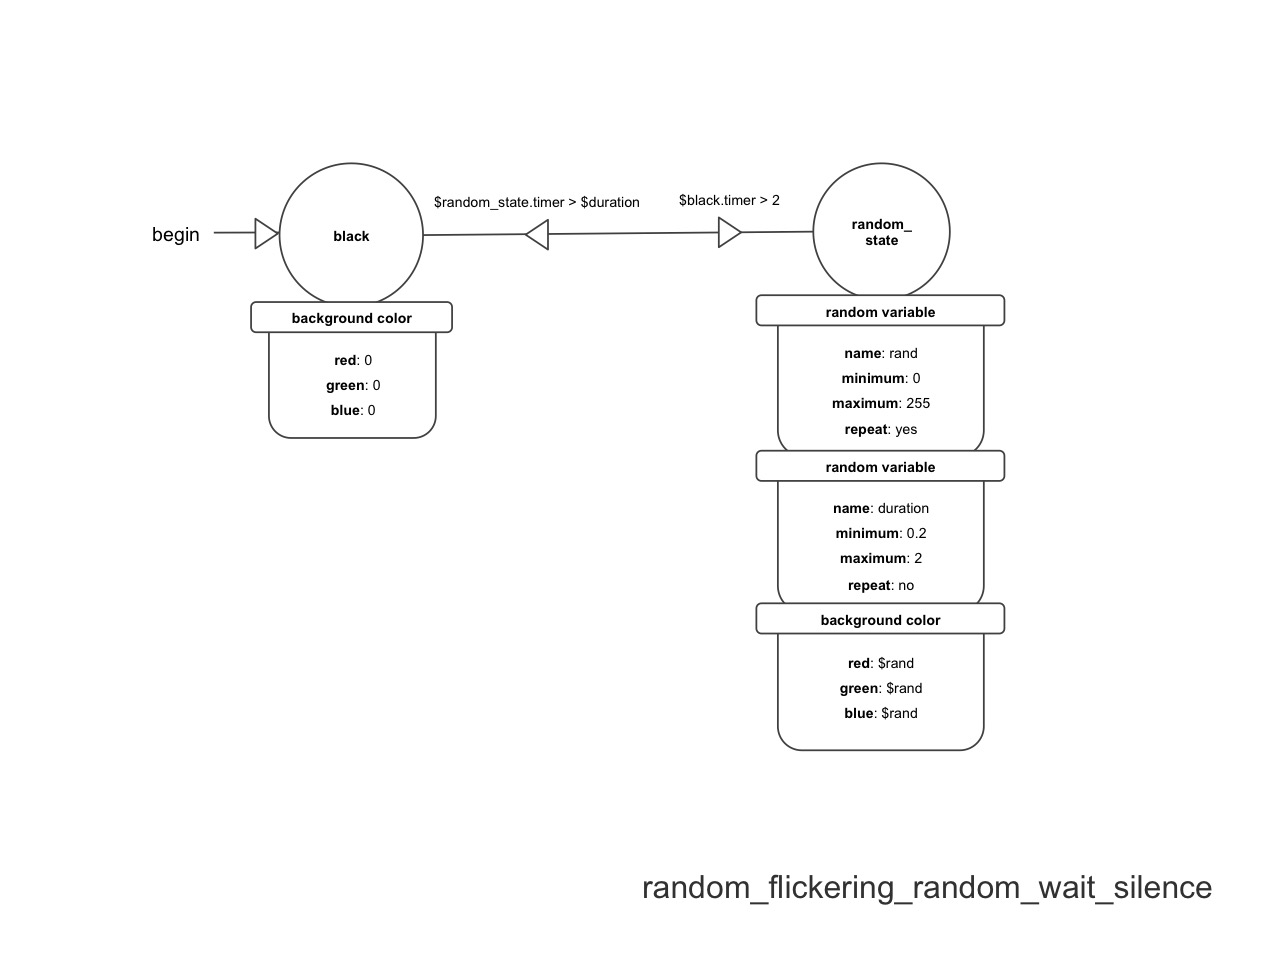 $random_state.timer > $duration
$black.timer > 2
begin
black
random_
state
background color
red: 0
green: 0
blue: 0
random variable
name: rand
minimum: 0
maximum: 255
repeat: yes
random variable
name: duration
minimum: 0.2
maximum: 2
repeat: no
background color
red: $rand
green: $rand
blue: $rand
random_flickering_random_wait_silence